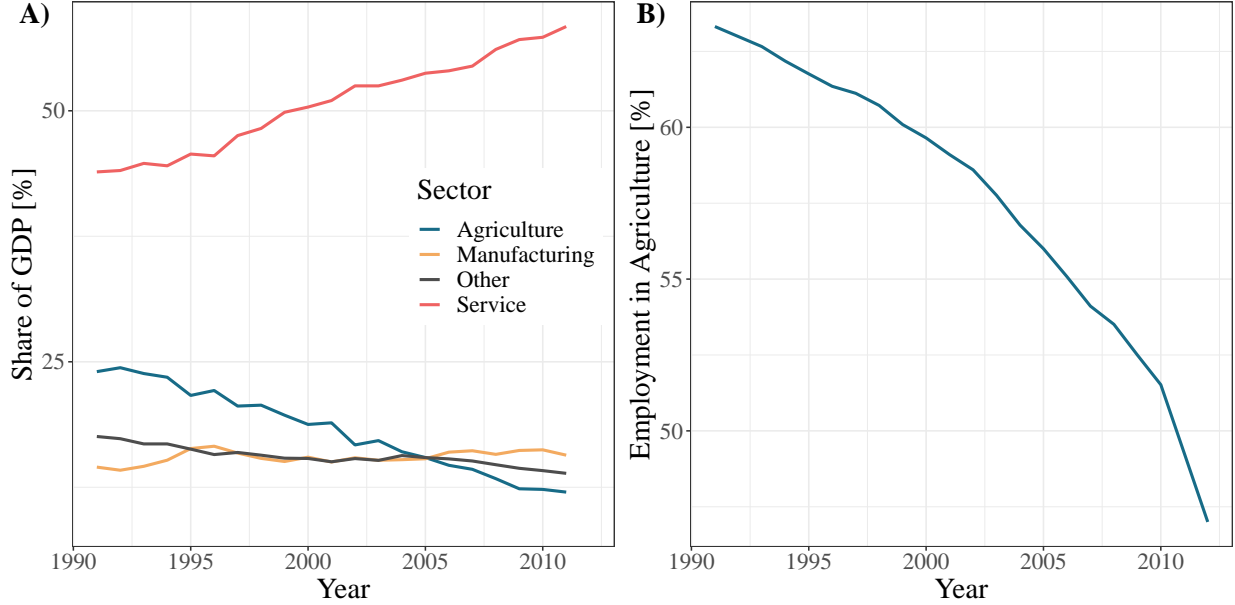 A)
Share of GDP [%]
50
25
Sector
Agriculture
Manufacturing
Other
Service
1990 1995 2000 2005 2010
Year
B)
Employment in Agriculture [%]
60
55
50
1990 1995 2000 2005 2010
Year